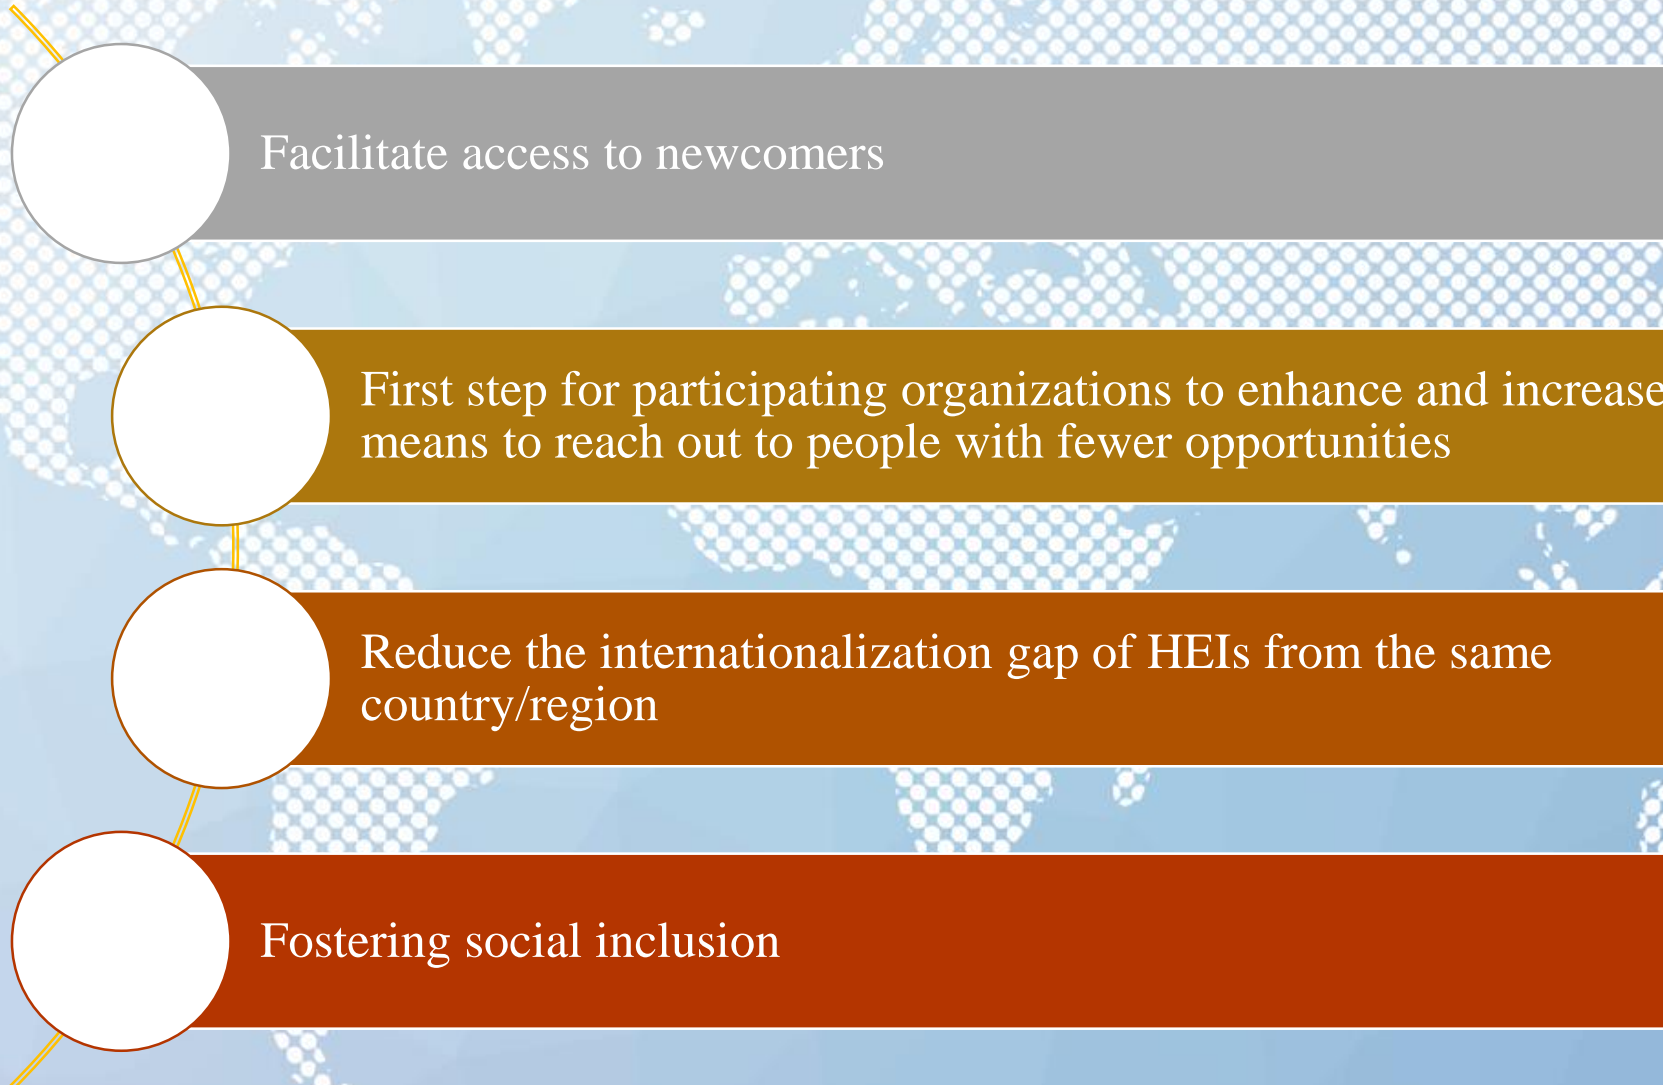 Facilitate access to newcomers
First step for participating organizations to enhance and increase
means to reach out to people with fewer opportunities
Reduce the internationalization gap of HEIs from the same
country/region
Fostering social inclusion